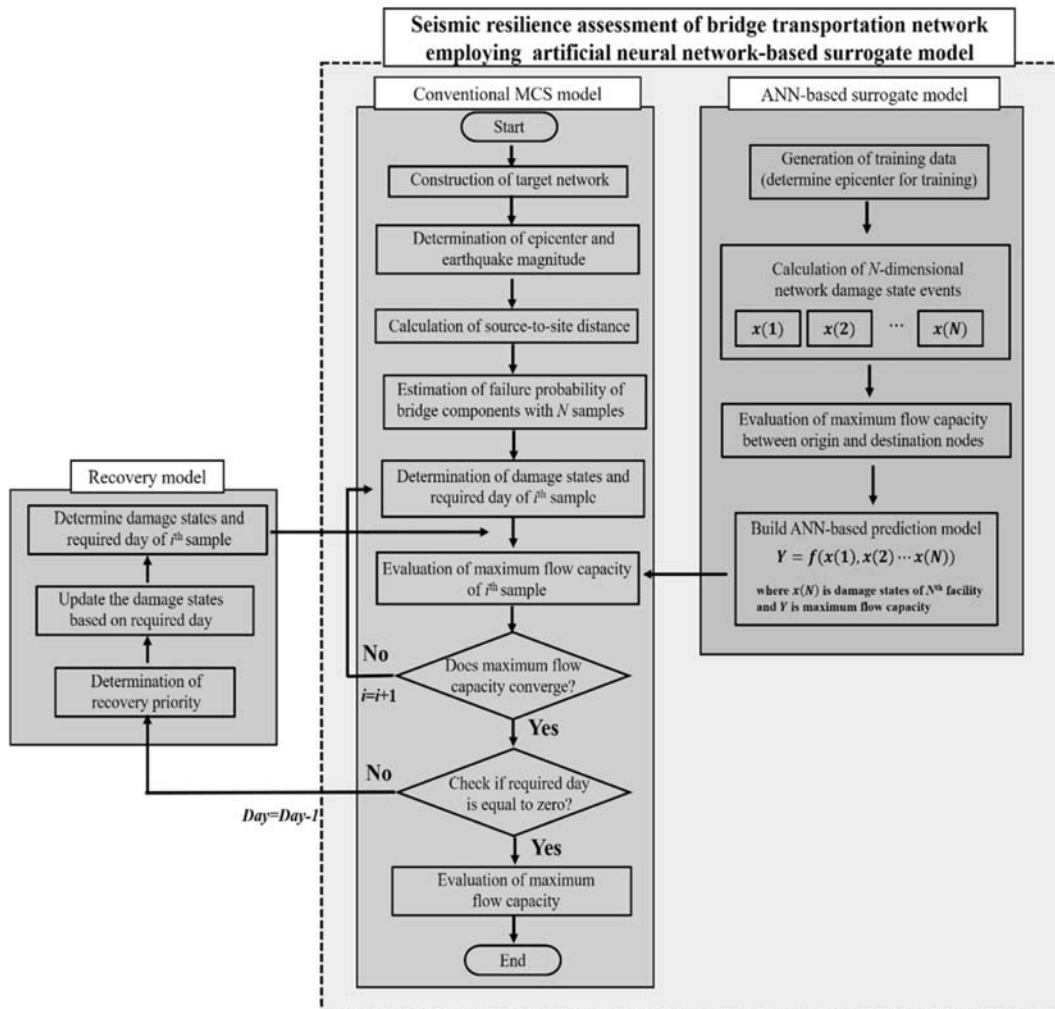 Seismic resilience assessment of bridge transportation network
employing artificial neural network-based surrogate model
Conventional MCS model
Start
Construction of target network
Determination of epicenter and
earthquake magnitude
Calculation of source-to-site distance
Estimation of failure probability of
bridge components with N samples
Determination of damage states and
required day of ith sample
Evaluation of maximum flow capacity
of ith sample
Does maximum flow
capacity converge?
No
i=i+1
Yes
Check if required day
is equal to zero?
No
Day=Day-1
Yes
Evaluation of maximum
flow capacity
End
Recovery model
Determine damage states and
required day of ith sample
Update the damage states
based on required day
Determination of
recovery priority
ANN-based surrogate model
Generation of training data
(determine epicenter for training)
Calculation of N-dimensional
network damage state events
x(1) x(2) ... x(N)
Evaluation of maximum flow capacity
between origin and destination nodes
Build ANN-based prediction model
Y = f(x(1), x(2) ⋯ x(N))
where x(N) is damage states of Nth facility
and Y is maximum flow capacity